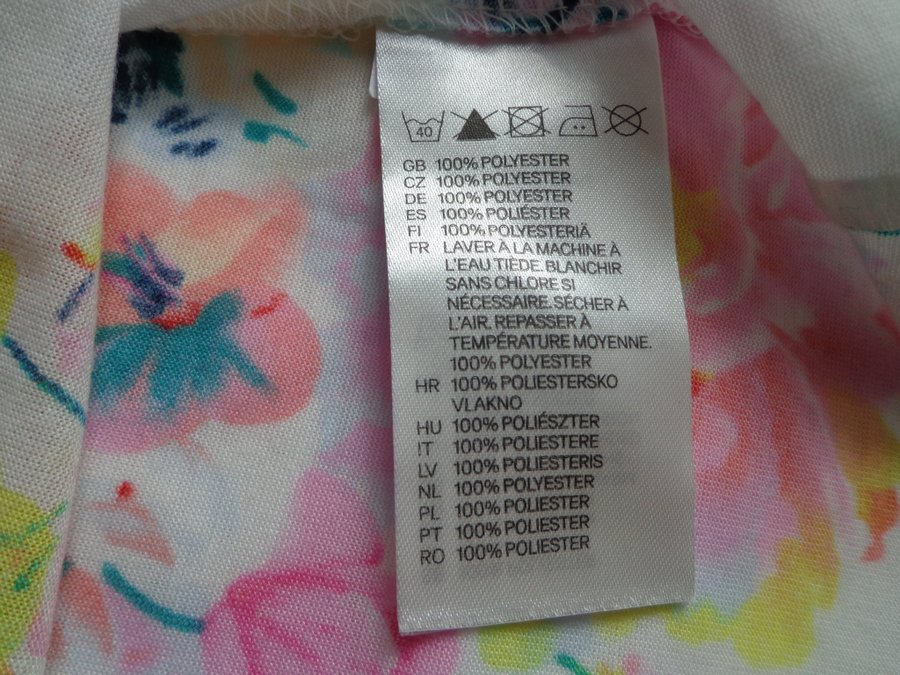 40
GB 100% POLYESTER
CZ 100% POLYESTER
DE 100% POLYESTER
ES 100% POLIÉSTER
FI 100% POLYESTERIÄ
FR LAVER À LA MACHINE À
L'EAU TIÈDE. BLANCHIR
SANS CHLORE SI
NÉCESSAIRE. SÉCHER À
L'AIR. REPASSER À
TEMPÉRATURE MOYENNE.
100% POLYESTER
HR 100% POLIESTERSKO
VLAKNO
HU 100% POLIÉSZTER
IT 100% POLIESTERE
LV 100% POLIESTERIS
NL 100% POLYESTER
PL 100% POLIESTER
PT 100% POLIESTER
RO 100% POLIESTER